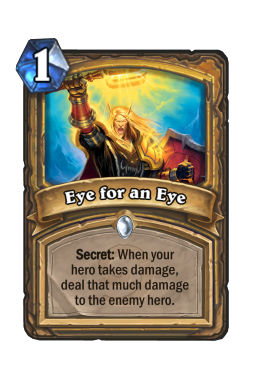 1
Eye for an Eye
Secret: When your
hero takes damage,
deal that much damage
to the enemy hero.